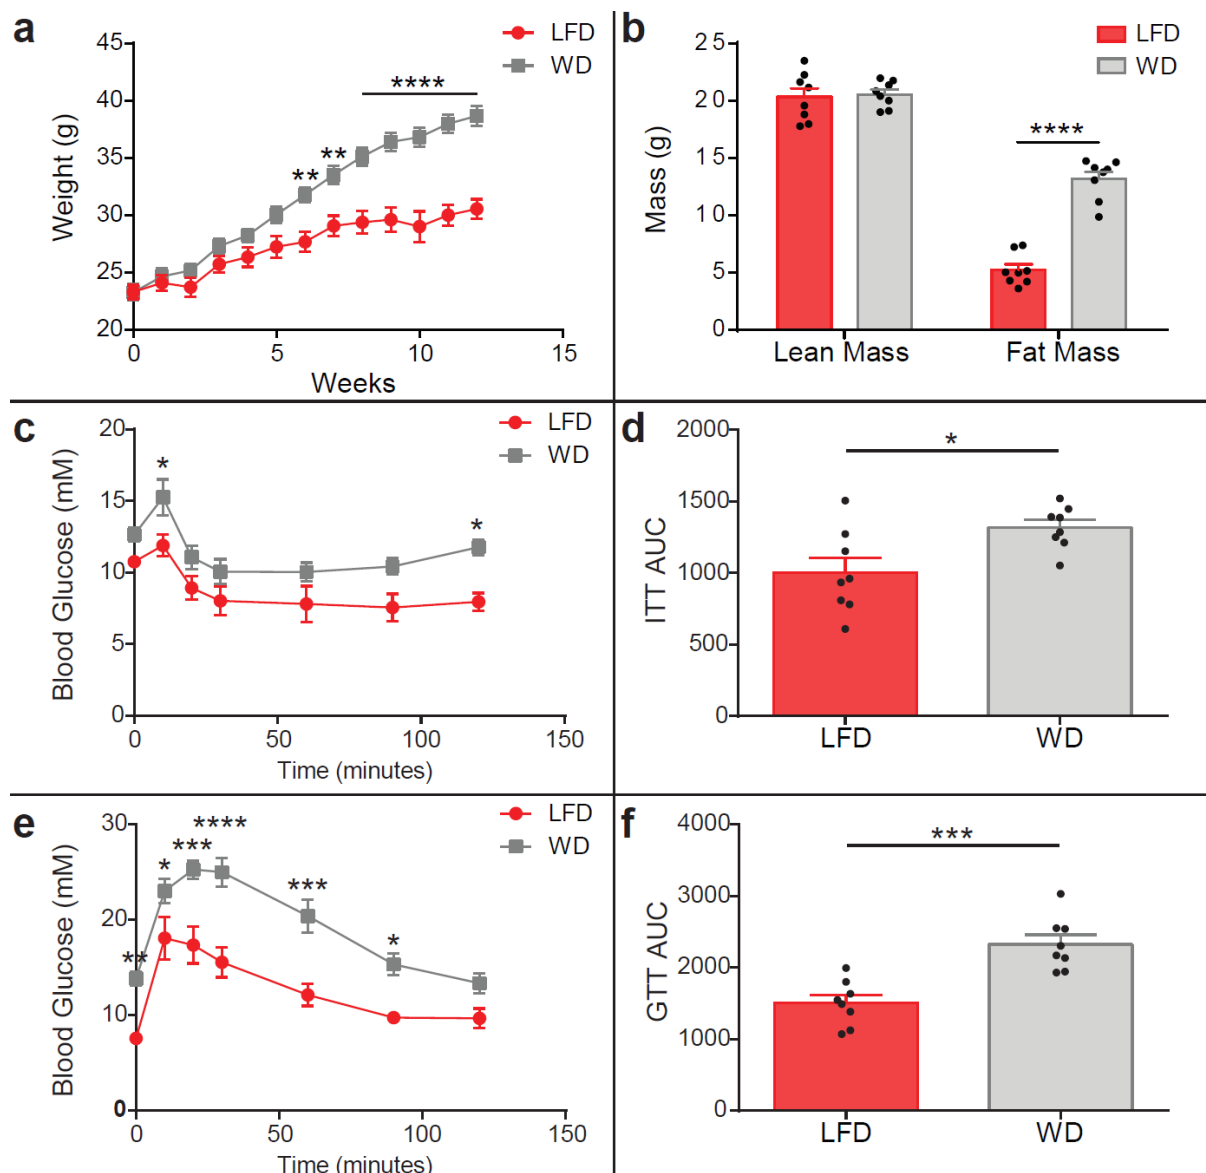 a
LFD
WD
45
40
35
30
25
20
Weight (g)
****
**
**
0
5
10
15
Weeks
b
LFD
WD
25
20
15
10
5
0
Mass (g)
****
Lean Mass
Fat Mass
c
LFD
WD
20
15
10
5
0
Blood Glucose (mM)
*
*
0
50
100
150
Time (minutes)
d
2000
1500
1000
500
0
ITT AUC
*
LFD
WD
e
LFD
WD
30
20
10
0
Blood Glucose (mM)
**
*
***
****
***
*
0
50
100
150
Time (minutes)
f
4000
3000
2000
1000
0
GTT AUC
***
LFD
WD